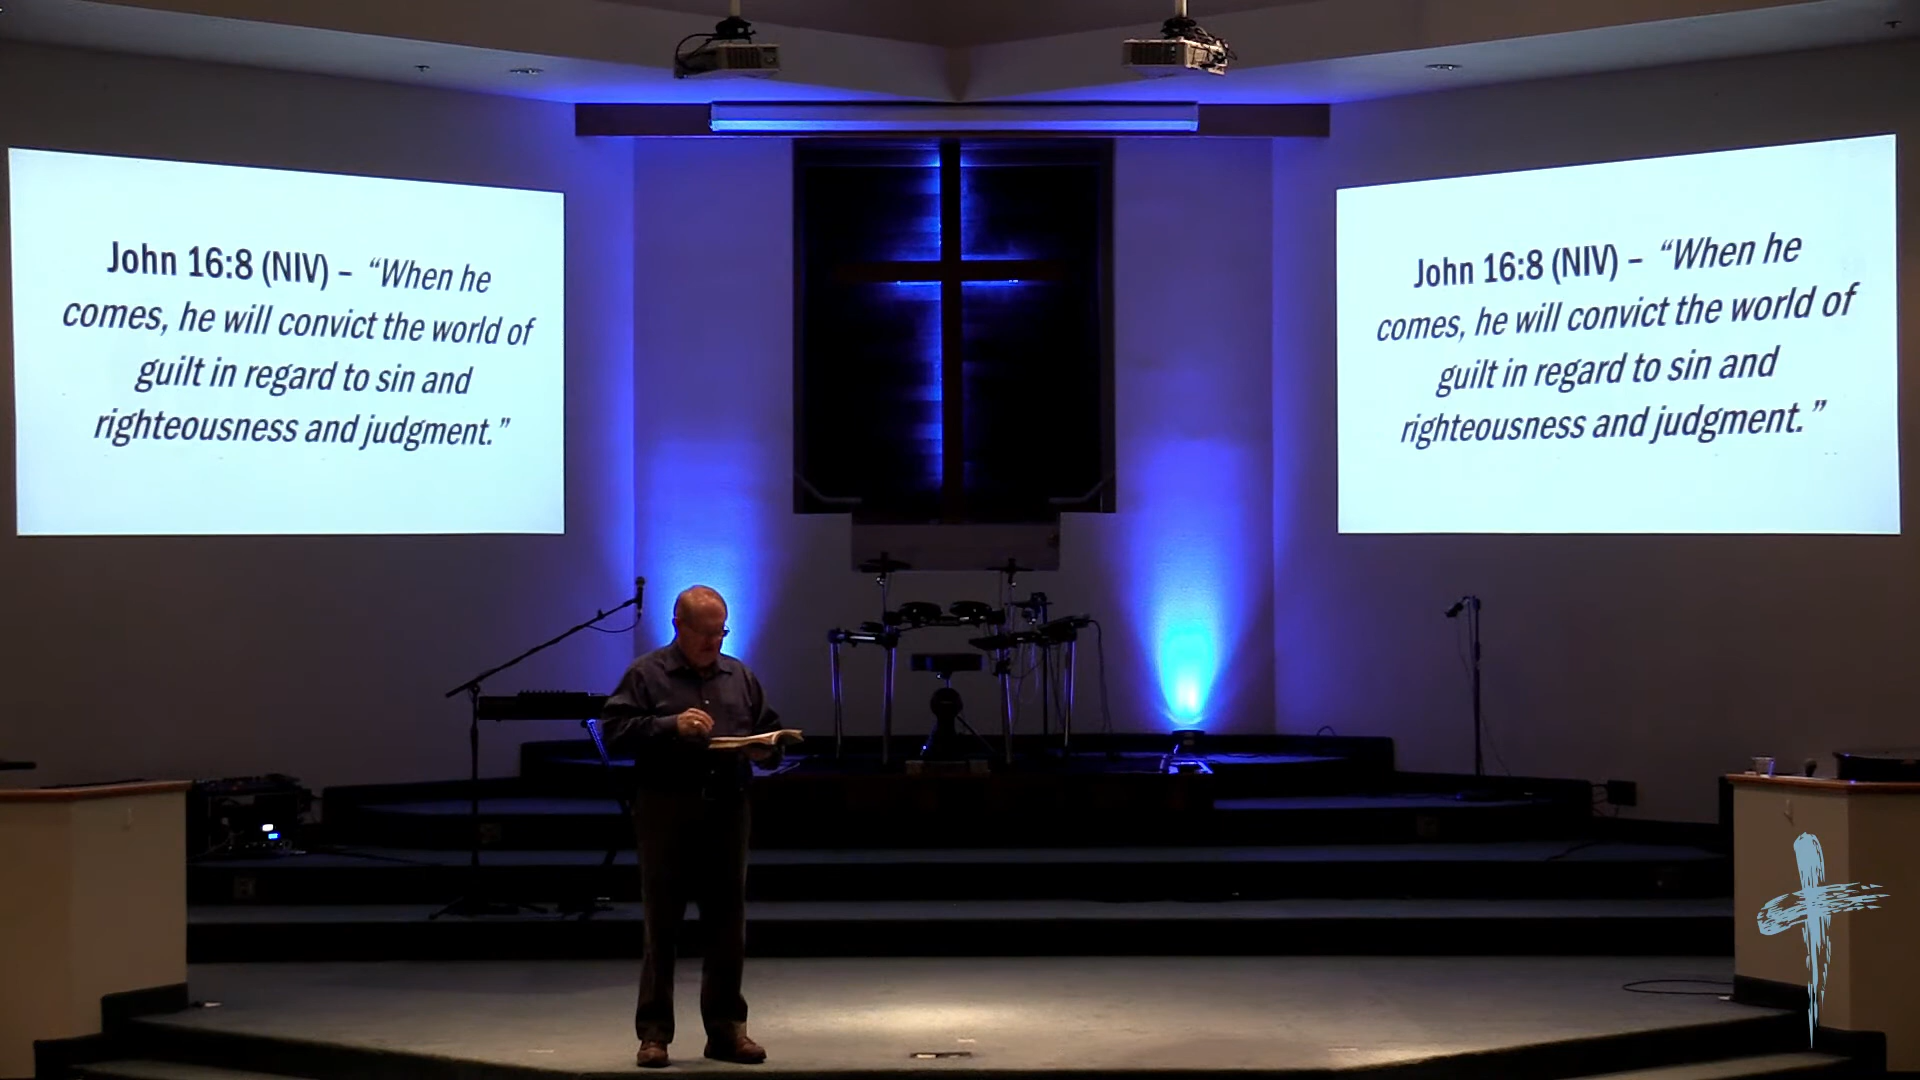 John 16:8 (NIV) – “When he
comes, he will convict the world of
guilt in regard to sin and
righteousness and judgment.”
John 16:8 (NIV) – “When he
comes, he will convict the world of
guilt in regard to sin and
righteousness and judgment.”